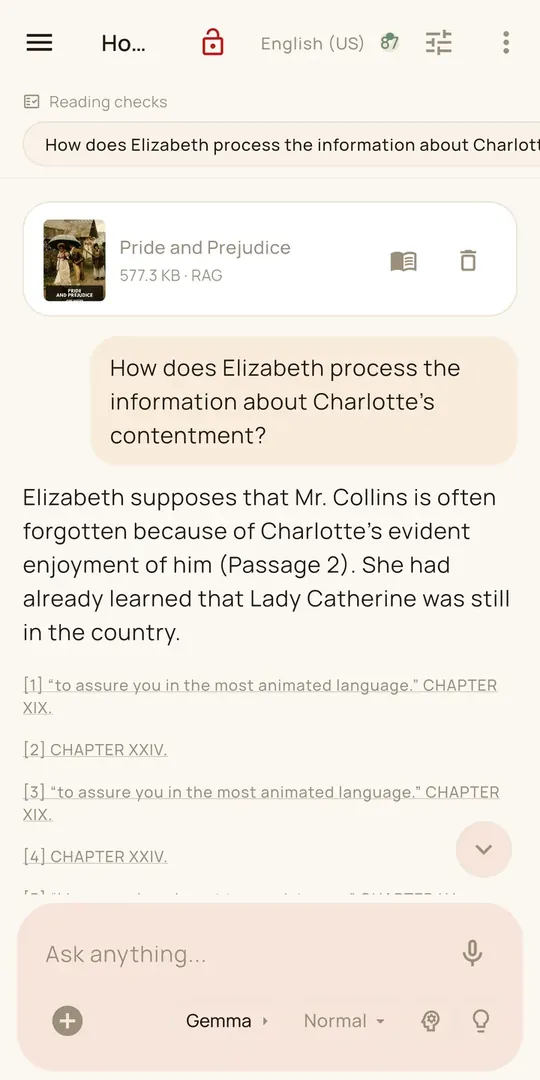 Ho...
English (US)
87
Reading checks
How does Elizabeth process the information about Charlott
Pride and Prejudice
577.3 KB · RAG
PRIDE
AND PREJUDICE
How does Elizabeth process the
information about Charlotte's
contentment?
Elizabeth supposes that Mr. Collins is often
forgotten because of Charlotte's evident
enjoyment of him (Passage 2). She had
already learned that Lady Catherine was still
in the country.
[1] "to assure you in the most animated language." CHAPTER
XIX.
[2] CHAPTER XXIV.
[3] "to assure you in the most animated language." CHAPTER
XIX.
[4] CHAPTER XXIV.
Ask anything...
Gemma
Normal